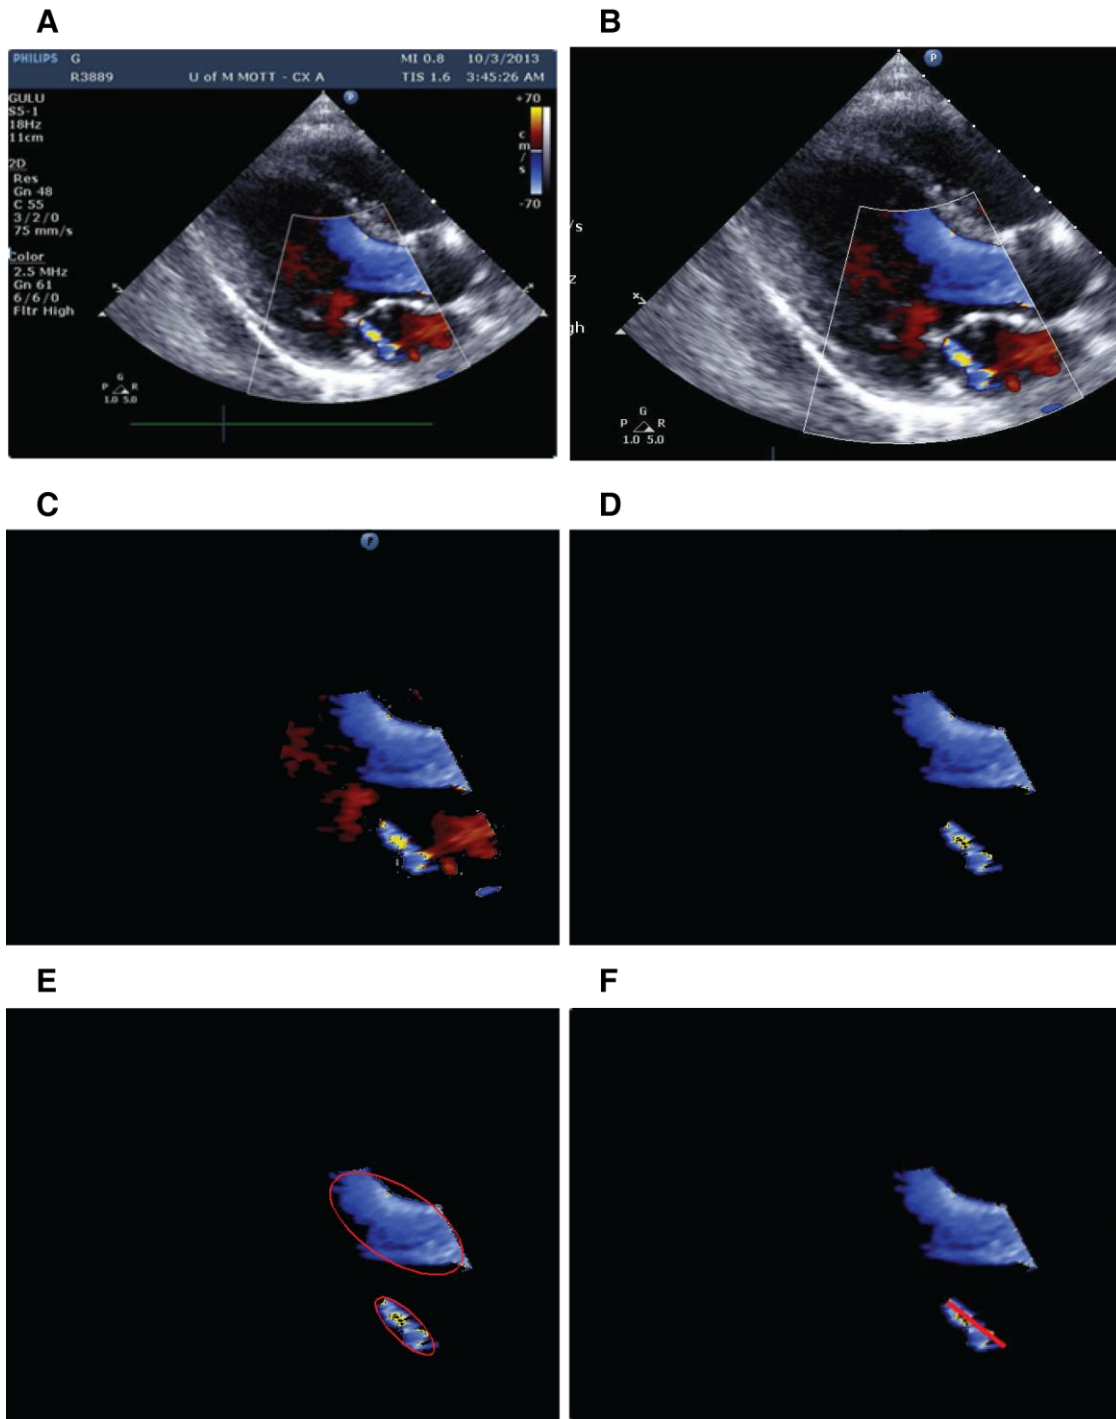 A
B
PHILIPS G MI 0.8 10/3/2013
R3889 U of M MOTT - CX A TIS 1.6 3:45:26 AM
GULU
S5-1
18Hz
11cm
2D
Res
Gn 48
C 55
3/2/0
75 mm/s
Color
2.5 MHz
Gn 61
6/6/0
Fltr High
P
+70
c
m
/
s
-70
G
P R
1.0 5.0
P
/s
z
gh
G
P R
1.0 5.0
C
D
P
E
F